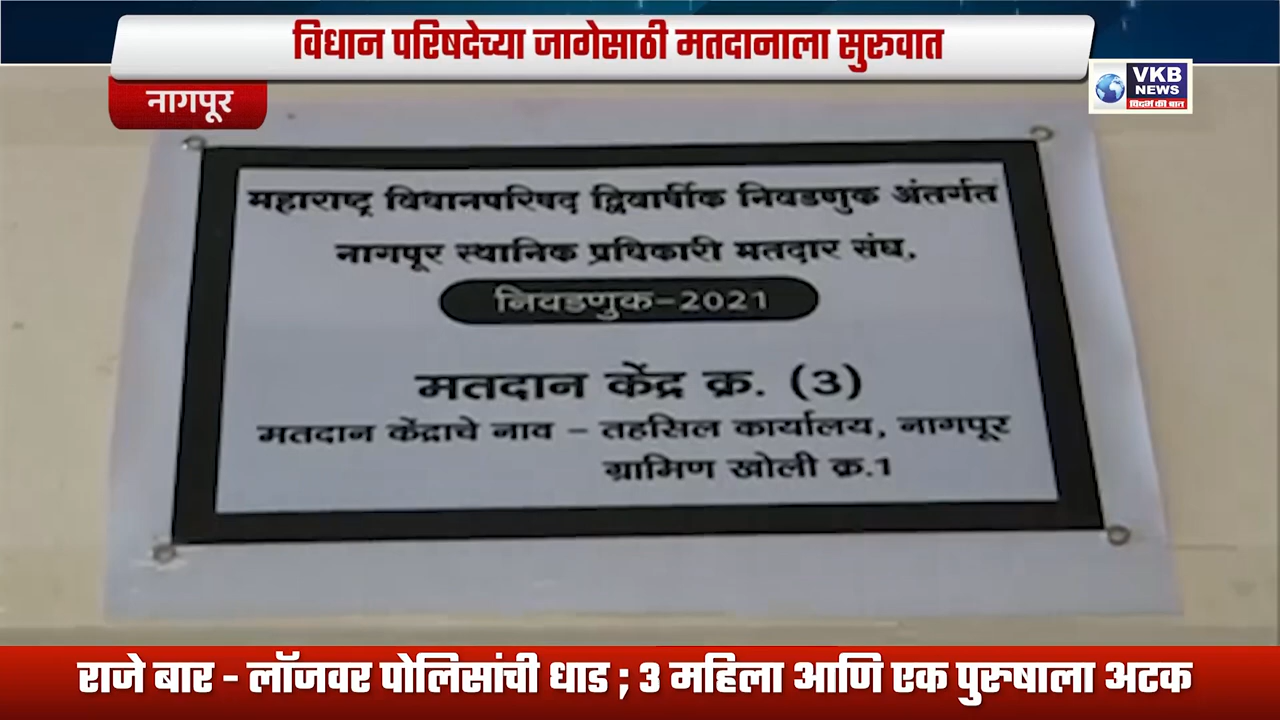 विधान परिषदेच्या जागेसाठी मतदानाला सुरुवात
नागपूर
VKB
NEWS
विदर्भ की बात
महाराष्ट्र विधानपरिषद द्विवार्षीक निवडणुक अंतर्गत
नागपूर स्थानिक प्राधिकारी मतदार संघ,
निवडणुक-2021
मतदान केंद्र क्र. (3)
मतदान केंद्राचे नाव – तहसिल कार्यालय, नागपूर
ग्रामिण खोली क्र.1
राजे बार - लॉजवर पोलिसांची धाड ; 3 महिला आणि एक पुरुषाला अटक